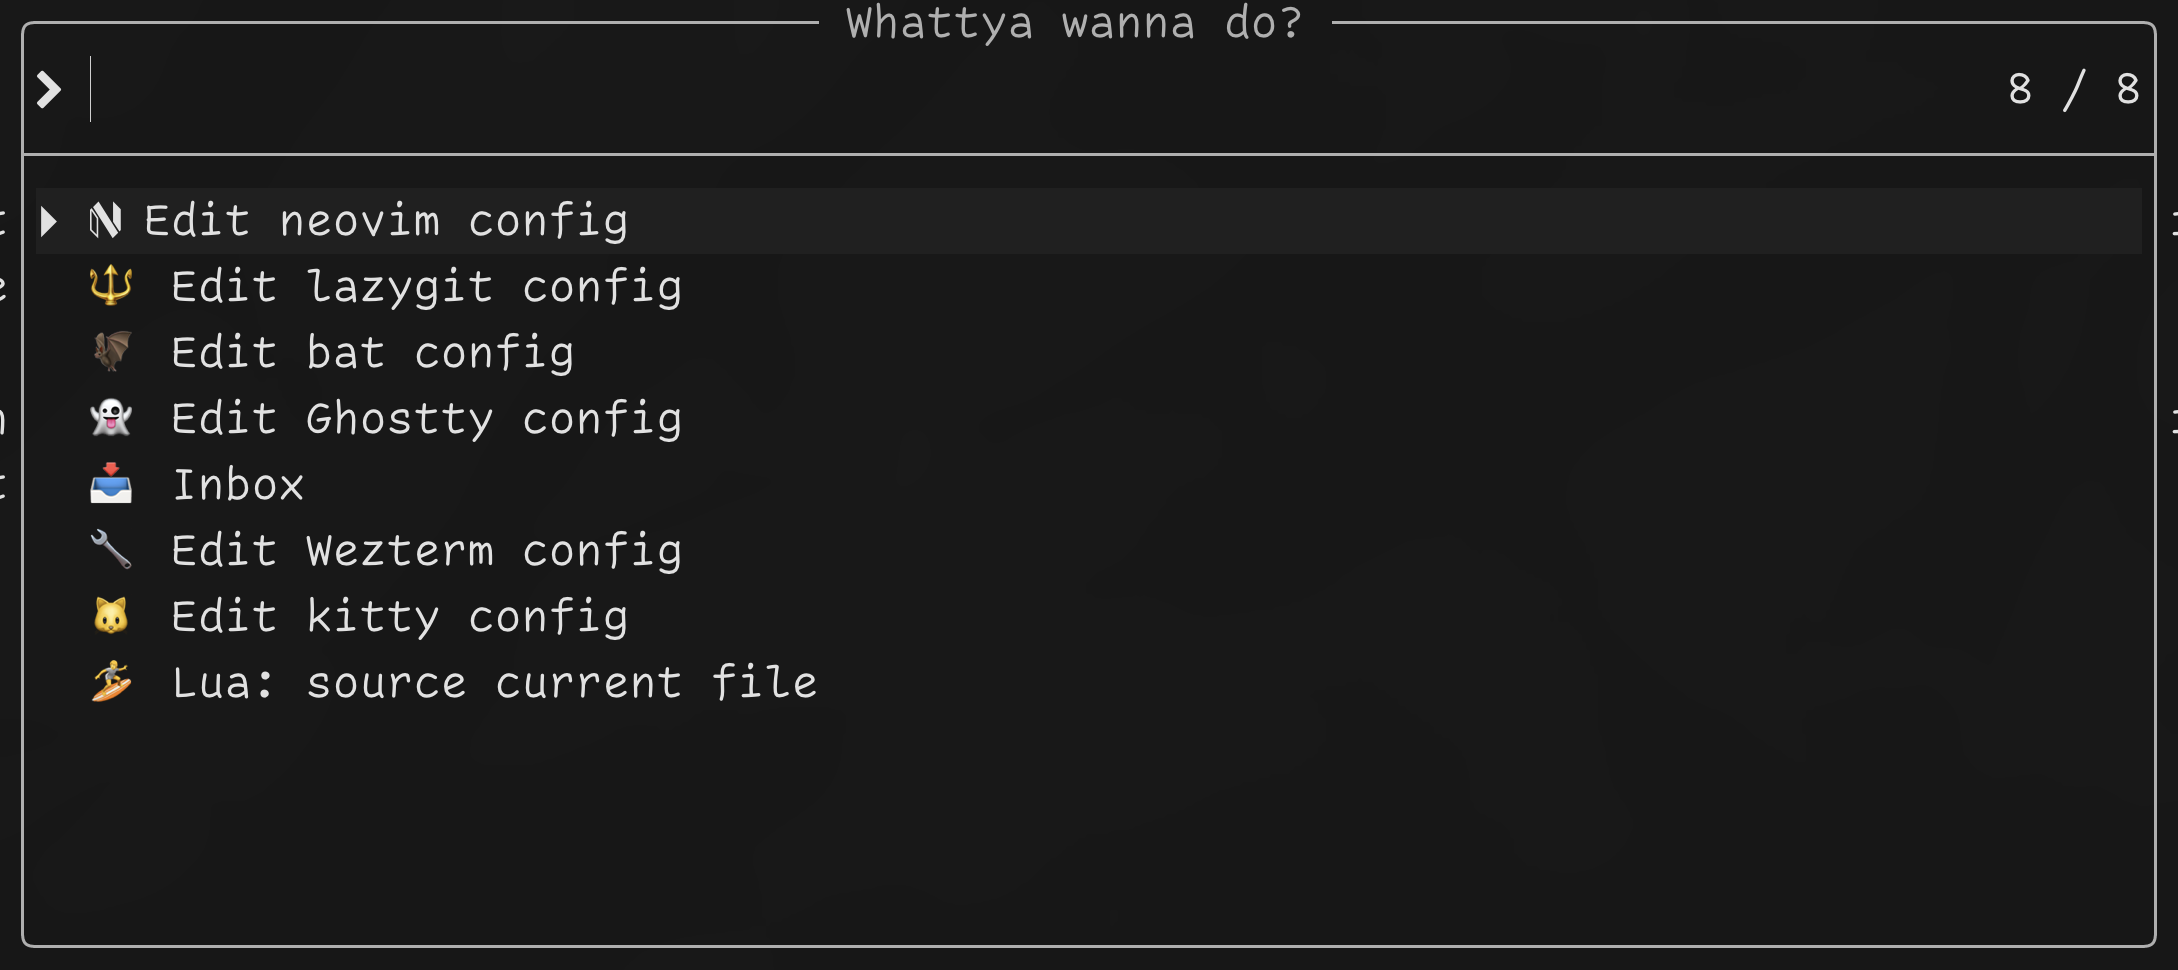 Whattya wanna do?
8 / 8
Edit neovim config
Edit lazygit config
Edit bat config
Edit Ghostty config
Inbox
Edit Wezterm config
Edit kitty config
Lua: source current file